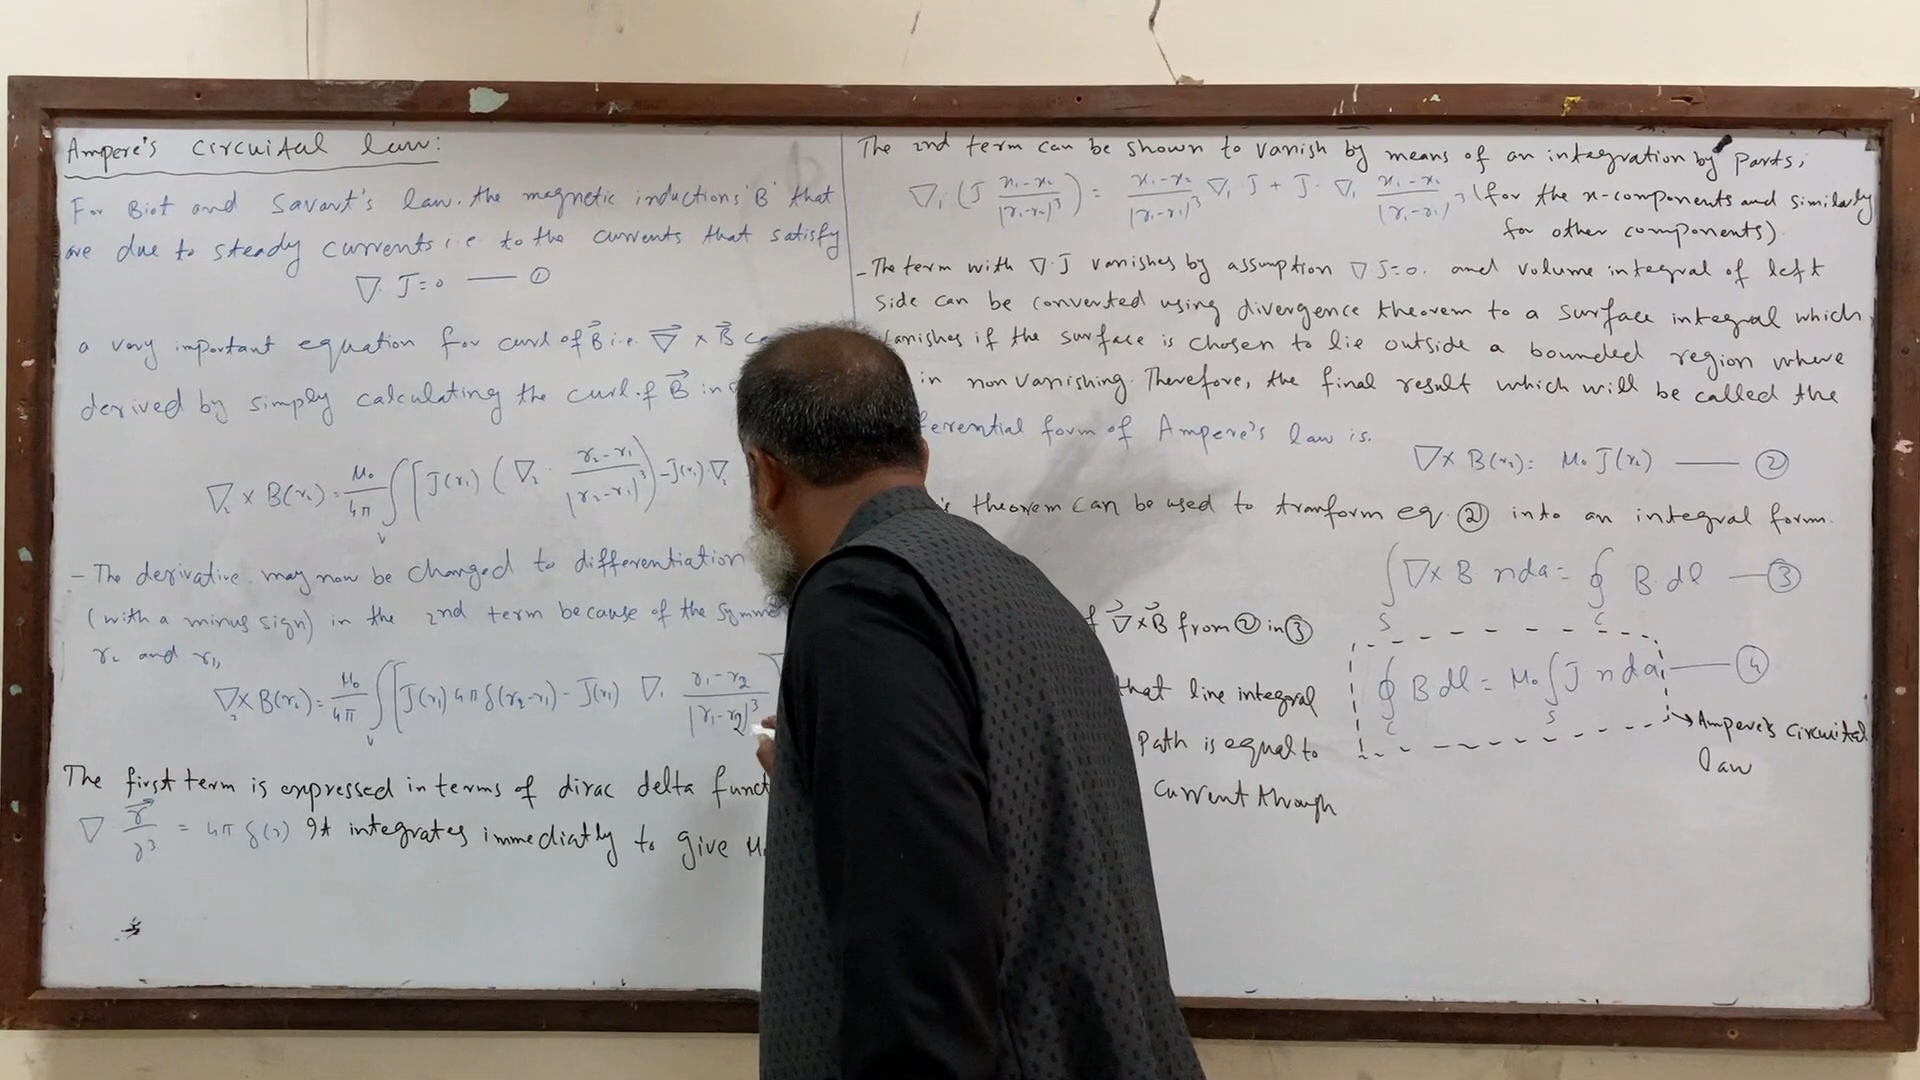 Ampere's circuital law:
For Biot and Savart's law. the magnetic inductions 'B' that
are due to steady currents i.e to the currents that satisfy
∇. J=0 —— ①
a very important equation for curl of B⃗ i.e. ∇⃗ × B⃗
derived by simply calculating the curl of B⃗ in
∇₂ × B(r₂) = μ₀/4π ∫ᵥ [J(r₁) (∇₂ · (r₂-r₁)/|r₂-r₁|³) - J(r₁)·∇₂
- The derivative may now be changed to differentiation
(with a minus sign) in the 2nd term because of the
r₂ and r₁,
∇₂ × B(r₂) = μ₀/4π ∫ᵥ [J(r₁) 4π δ(r₂-r₁) - J(r₁) ∇₁ (r₁-r₂)/|r₁-r₂|³
The first term is expressed in terms of dirac delta
∇ · r⃗/r³ = 4π δ(r) It integrates immediatly to give
The 2nd term can be shown to vanish by means of an integration by parts;
∇₁ (J (x₁-x₂)/|r₁-r₂|³) = (x₁-x₂)/|r₁-r₁|³ ∇₁ J + J · ∇₁ (x₁-x₂)/|r₁-r₁|³ (for the x-components and similarly
for other components)
- The term with ∇·J vanishes by assumption ∇ J=0. and volume integral of left
side can be converted using divergence theorem to a surface integral which
vanishes if the surface is chosen to lie outside a bounded region where
in non vanishing. Therefore, the final result which will be called the
form of Ampere's law is.
∇× B(r₂) = μ₀ J(r₂) —— ②
theorem can be used to tranform eq. ② into an integral form.
∫ₛ ∇× B n da = ∮꜀ B dl —— ③
∇⃗×B⃗ from ② in ③
∮꜀ B dl = μ₀ ∫ₛ J n da, —— ④
that line integral
→ Ampere's circuital
path is equal to
law
current though